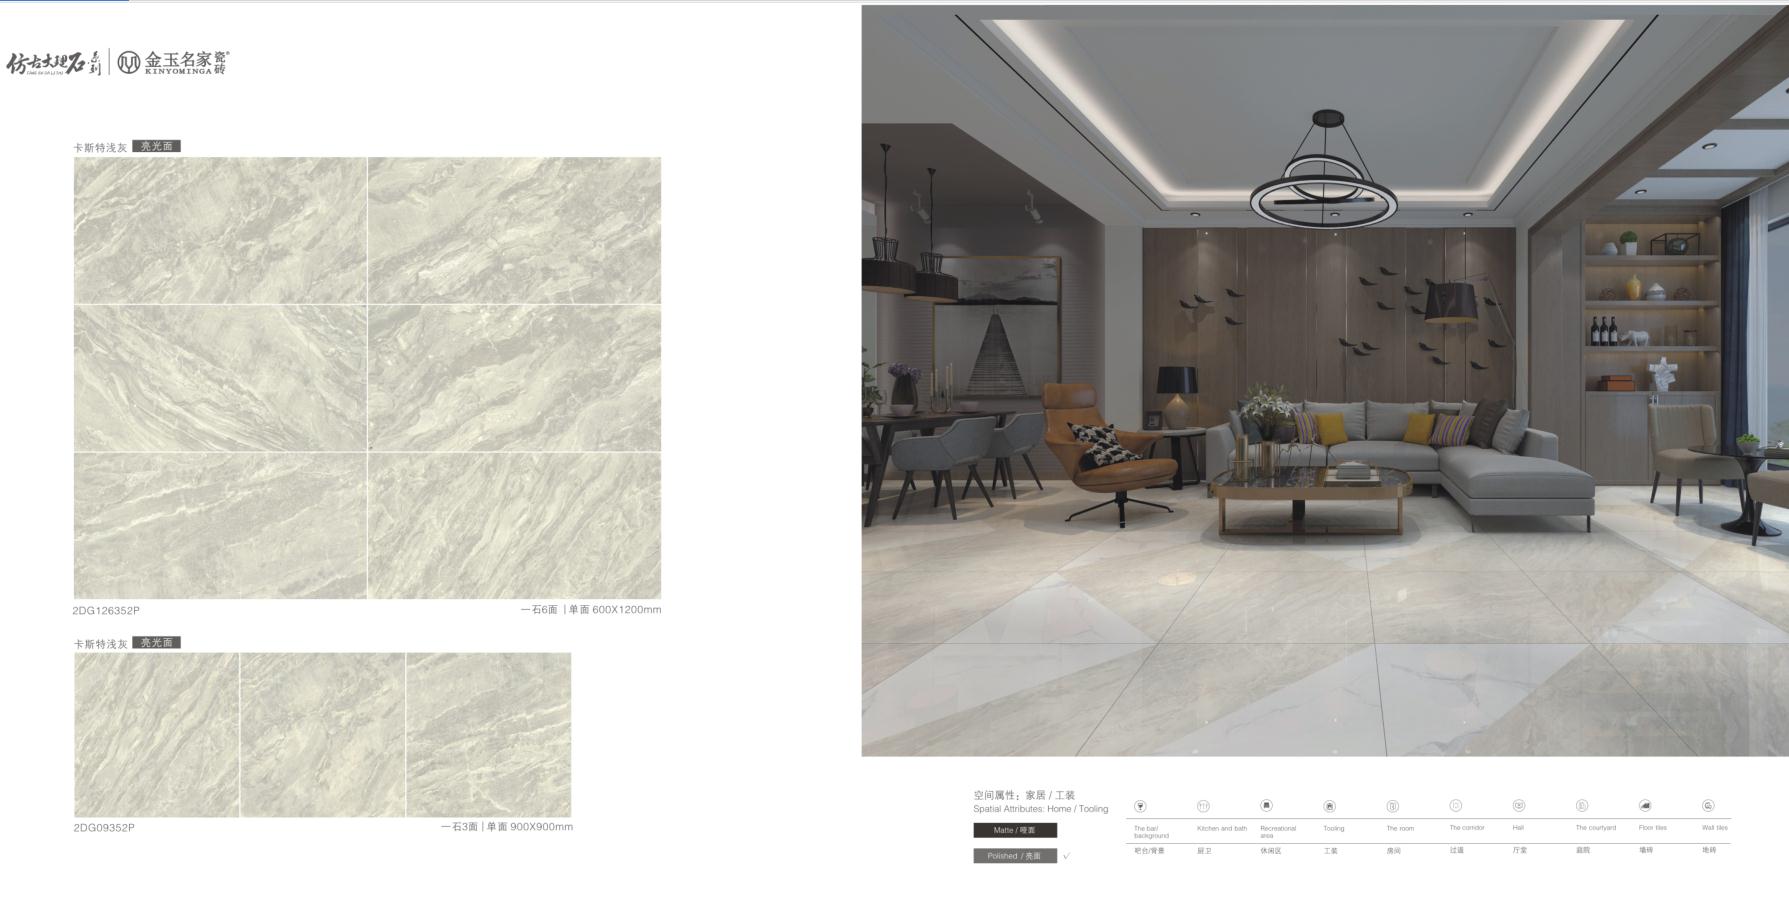 仿古大理石系列
金玉名家瓷砖®
KINYOMINGA
卡斯特浅灰 亮光面
2DG126352P
一石6面 | 单面 600X1200mm
卡斯特浅灰 亮光面
2DG09352P
一石3面 | 单面 900X900mm
空间属性：家居 / 工装
Spatial Attributes: Home / Tooling
Matte / 哑面
Polished / 亮面 √
The bar/ background
Kitchen and bath
Recreational area
Tooling
The room
The corridor
Hall
The courtyard
Floor tiles
Wall tiles
吧台/背景
厨卫
休闲区
工装
房间
过道
厅堂
庭院
墙砖
地砖